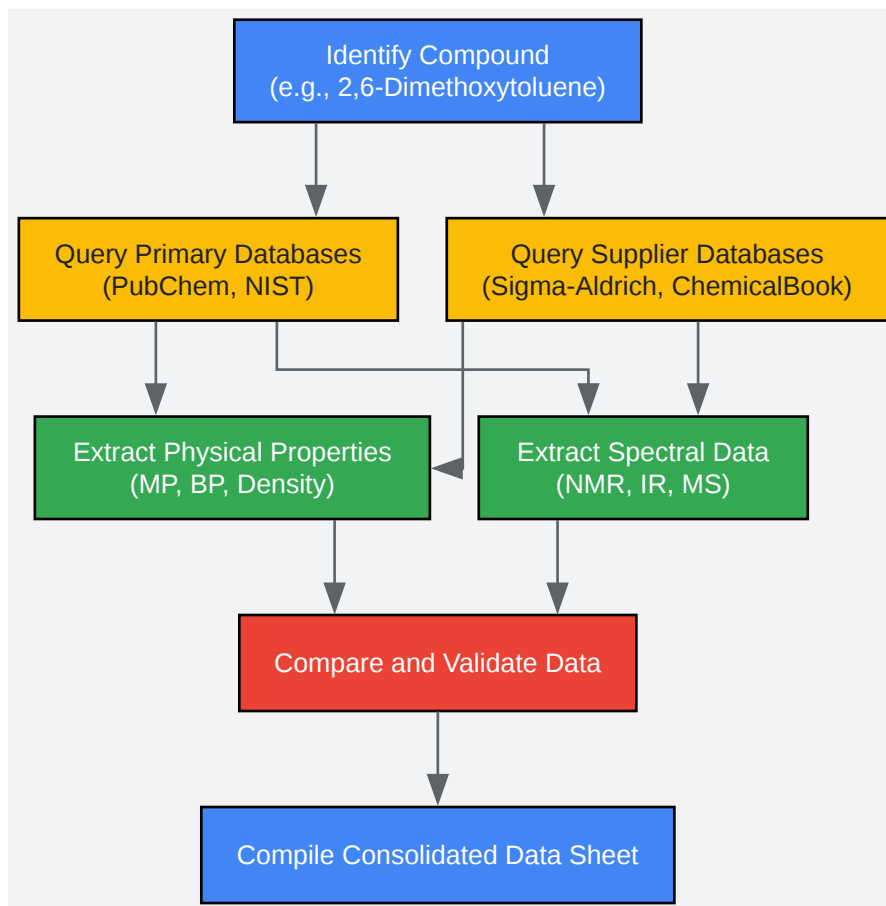 Identify Compound
(e.g., 2,6-Dimethoxytoluene)
Query Primary Databases
(PubChem, NIST)
Query Supplier Databases
(Sigma-Aldrich, ChemicalBook)
Extract Physical Properties
(MP, BP, Density)
Extract Spectral Data
(NMR, IR, MS)
Compare and Validate Data
Compile Consolidated Data Sheet